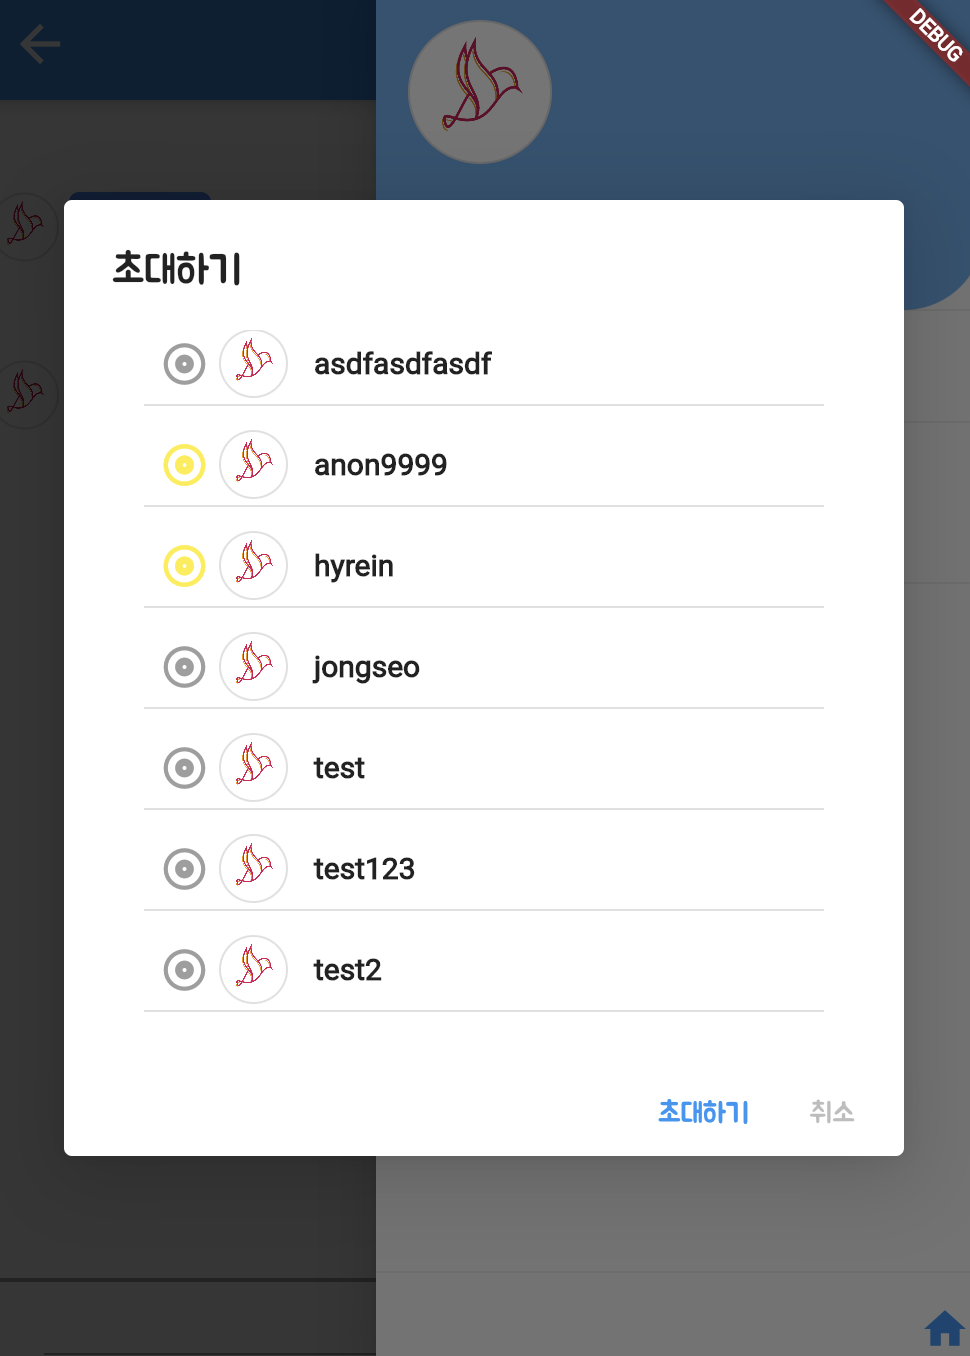 DEBUG
초대하기
asdfasdfasdf
anon9999
hyrein
jongseo
test
test123
test2
초대하기 취소